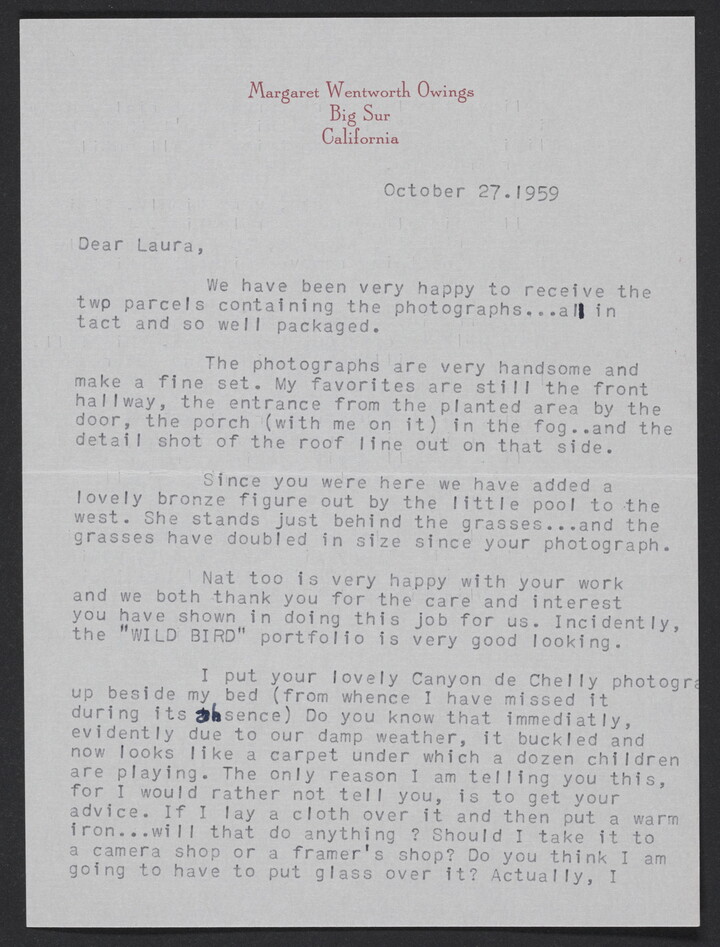 Margaret Wentworth Owings
Big Sur
California
October 27.1959
Dear Laura,
We have been very happy to receive the
twp parcels containing the photographs...all in
tact and so well packaged.
The photographs are very handsome and
make a fine set. My favorites are still the front
hallway, the entrance from the planted area by the
door, the porch (with me on it) in the fog..and the
detail shot of the roof line out on that side.
Since you were here we have added a
lovely bronze figure out by the little pool to the
west. She stands just behind the grasses...and the
grasses have doubled in size since your photograph.
Nat too is very happy with your work
and we both thank you for the care and interest
you have shown in doing this job for us. Incidently,
the "WILD BIRD" portfolio is very good looking.
I put your lovely Canyon de Chelly photogra
up beside my bed (from whence I have missed it
during its absence) Do you know that immediatly,
evidently due to our damp weather, it buckled and
now looks like a carpet under which a dozen children
are playing. The only reason I am telling you this,
for I would rather not tell you, is to get your
advice. If I lay a cloth over it and then put a warm
iron...will that do anything ? Should I take it to
a camera shop or a framer's shop? Do you think I am
going to have to put glass over it? Actually, I